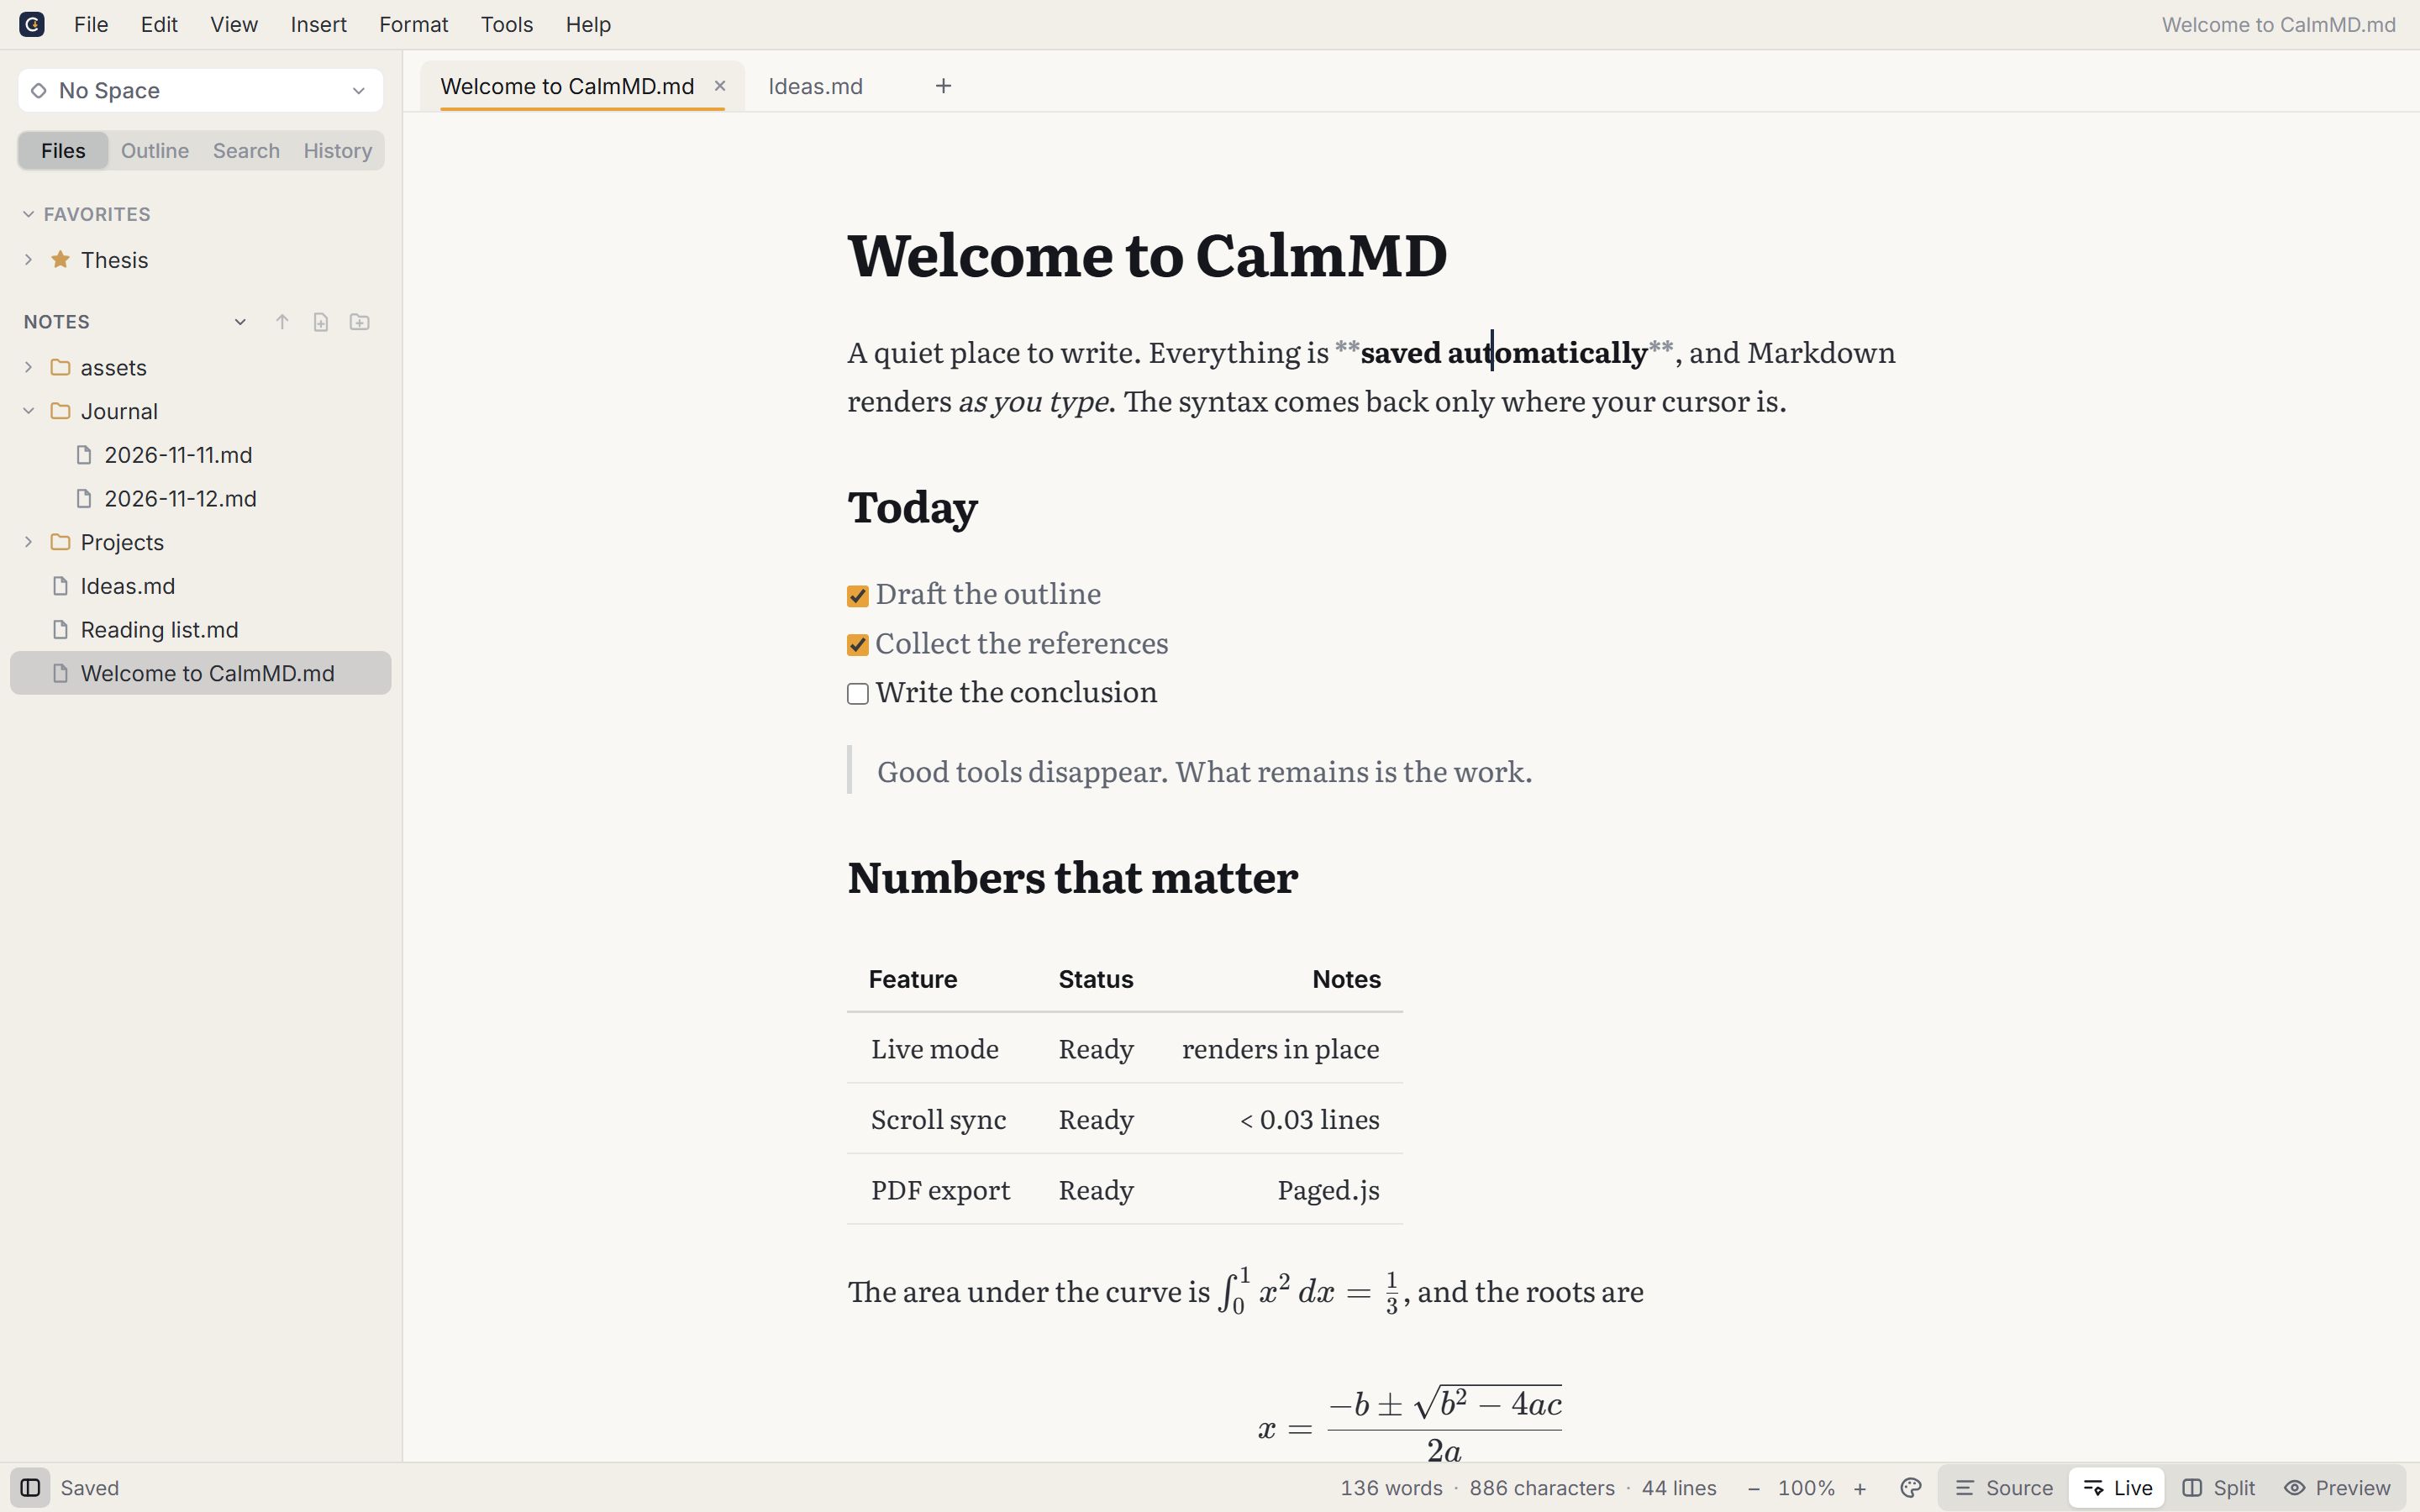 File Edit View Insert Format Tools Help Welcome to CalmMD.md
No Space
Files Outline Search History
FAVORITES
Thesis
NOTES
assets
Journal
2026-11-11.md
2026-11-12.md
Projects
Ideas.md
Reading list.md
Welcome to CalmMD.md
Welcome to CalmMD.md × Ideas.md +
Welcome to CalmMD
A quiet place to write. Everything is **saved automatically**, and Markdown
renders as you type. The syntax comes back only where your cursor is.
Today
Draft the outline
Collect the references
Write the conclusion
Good tools disappear. What remains is the work.
Numbers that matter
Feature Status Notes
Live mode Ready renders in place
Scroll sync Ready < 0.03 lines
PDF export Ready Paged.js
The area under the curve is ∫₀¹ x² dx = 1/3, and the roots are
x = (−b ± √(b² − 4ac)) / 2a
Saved 136 words · 886 characters · 44 lines − 100% + Source Live Split Preview